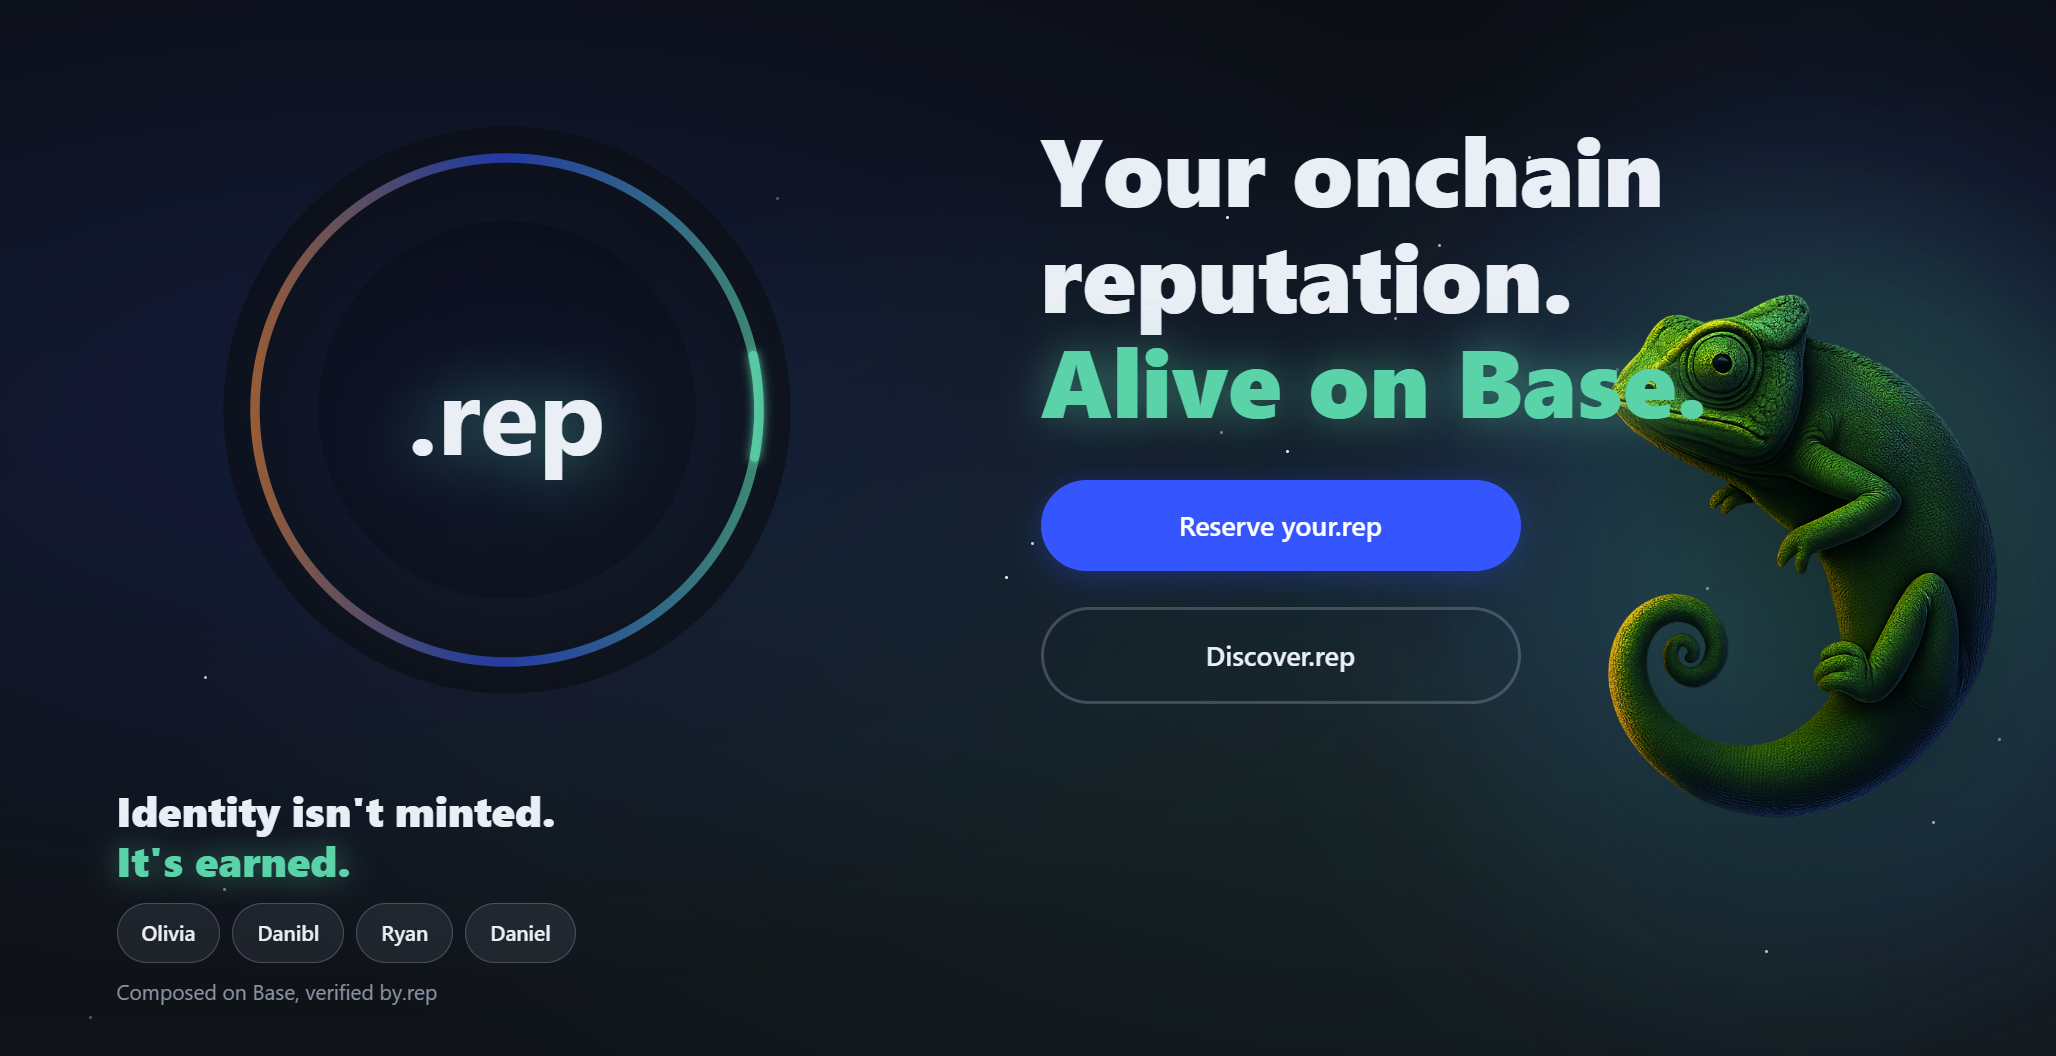 .rep
Your onchain
reputation.
Alive on Base.
Reserve your.rep
Discover.rep
Identity isn't minted.
It's earned.
Olivia
Danibl
Ryan
Daniel
Composed on Base, verified by.rep